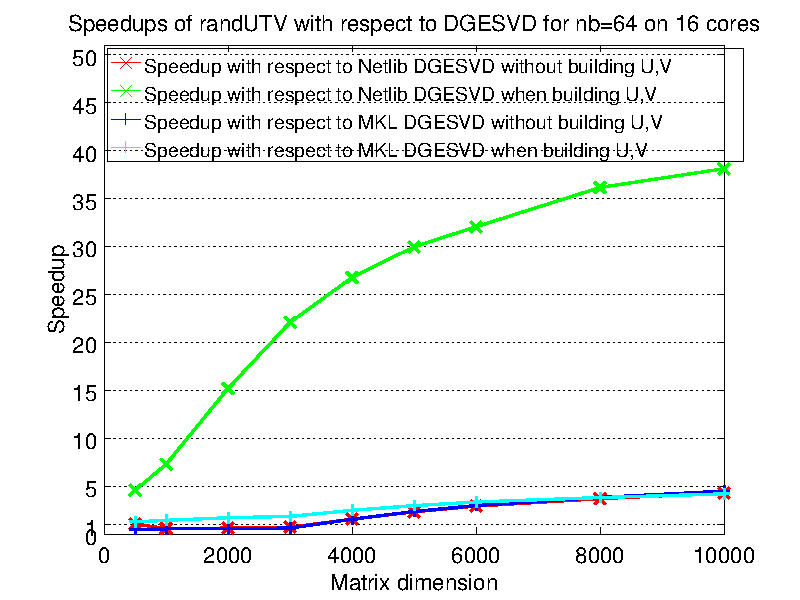 Speedups of randUTV with respect to DGESVD for nb=64 on 16 cores
Speedup with respect to Netlib DGESVD without building U,V
Speedup with respect to Netlib DGESVD when building U,V
Speedup with respect to MKL DGESVD without building U,V
Speedup with respect to MKL DGESVD when building U,V
50
45
40
35
30
25
20
15
10
5
1
0
Speedup
0 2000 4000 6000 8000 10000
Matrix dimension